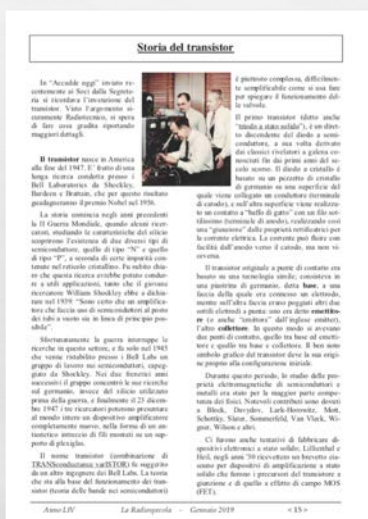 Storia del transistor
In "Accadde oggi" inviato re-
centemente ai Soci dalla Segrete-
ria si ricordava l'invenzione del
transistor. Visto l'argomento si-
curamente Radiotecnico, si spera
di fare cosa gradita riportando
maggiori dettagli.
Il transistor nasce in America
alla fine del 1947. E' frutto di una
lunga ricerca condotta presso i
Bell Laboratories da Shockley,
Bardeen e Brattain, che per questo risultato
guadagneranno il premio Nobel nel 1956.
La storia comincia negli anni precedenti
la II Guerra Mondiale, quando alcuni ricer-
catori, studiando le caratteristiche del silicio
scoprirono l'esistenza di due diversi tipi di
semiconduttore, quello di tipo "N" e quello
di tipo "P", a seconda di certe impurità con-
tenute nel reticolo cristallino. Fu subito chia-
ro che questa ricerca avrebbe potuto condur-
re a utili applicazioni, tanto che il giovane
ricercatore William Shockley ebbe a dichia-
rare nel 1939: "Sono certo che un amplifica-
tore che faccia uso di semiconduttori al posto
dei tubi a vuoto sia in linea di principio pos-
sibile".
Sfortunatamente la guerra interruppe le
ricerche in questo settore, e fu solo nel 1945
che venne ristabilito presso i Bell Labs un
gruppo di lavoro sui semiconduttori, capeg-
giato da Shockley. Nei due frenetici anni
successivi il gruppo concentrò le sue ricerche
sul germanio, invece del silicio utilizzato
prima della guerra, e finalmente il 23 dicem-
bre 1947 i tre ricercatori poterono presentare
al mondo intero un dispositivo amplificatore
completamente nuovo, nella forma di un au-
tentico intreccio di fili montati su un sup-
porto di plexiglas.
Il nome transistor (combinazione di
TRANSconductance varISTOR) fu suggerito
da un altro ingegnere dei Bell Labs. La teoria
che sta alla base del funzionamento dei tran-
sistor (teoria delle bande nei semiconduttori)
è piuttosto complessa, difficilmen-
te semplificabile come si usa fare
per spiegare il funzionamento del-
le valvole.
Il primo transistor (detto anche
"triodo a stato solido"), è un diret-
to discendente del diodo a semi-
conduttore, a sua volta derivato
dai classici rivelatori a galena co-
nosciuti fin dai primi anni del se-
colo scorso. Il diodo a cristallo è
basato su un pezzetto di cristallo
di germanio su una superficie del
quale viene collegato un conduttore (terminale
di catodo), e sull'altra superficie viene realizza-
to un contatto a "baffo di gatto" con un filo sot-
tilissimo (terminale di anodo), realizzando così
una "giunzione" dalle proprietà rettificatrici per
la corrente elettrica. La corrente può fluire con
facilità dall'anodo verso il catodo, ma non vi-
ceversa.
Il transistor originale a punte di contatto era
basato su una tecnologia simile; consisteva in
una piastrina di germanio, detta base, a una
faccia della quale era connesso un elettrodo,
mentre sull'altra faccia erano poggiati altri due
sottili elettrodi a punta: uno era detto emettito-
re (o anche "emittore" dall'inglese emitter),
l'altro collettore. In questo modo si avevano
due punti di contatto, quello tra base ed emetti-
tore e quello tra base e collettore. Il ben noto
simbolo grafico del transistor deve la sua origi-
ne proprio alla configurazione iniziale.
Durante questo periodo, lo studio delle pro-
prietà elettromagnetiche di semiconduttori e
metalli era stato per la maggior parte compe-
tenza dei fisici. Notevoli contributi sono dovuti
a Block, Davydov, Lark-Horowitz, Mott,
Schottky, Slater, Sommerfeld, Van Vleck, Wi-
gner, Wilson e altri.
Ci furono anche tentativi di fabbricare di-
spositivi elettronici a stato solido, Lilienthal e
Heil, negli anni '30 ricevettero un brevetto cia-
scuno per dispositivi di amplificazione a stato
solido che furono i precursori del transistor a
giunzione e di quello a effetto di campo MOS
(FET).
Anno LIV La Radiospecola - Gennaio 2019 < 15 >